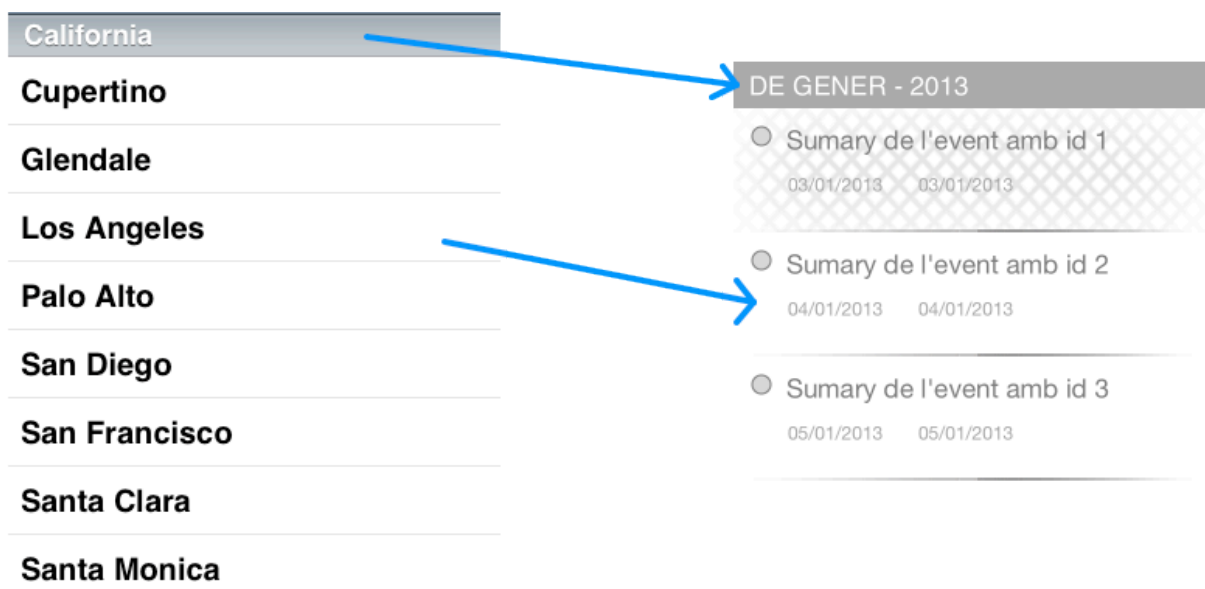 California
Cupertino
Glendale
Los Angeles
Palo Alto
San Diego
San Francisco
Santa Clara
Santa Monica
DE GENER - 2013
Sumary de l'event amb id 1
03/01/2013 03/01/2013
Sumary de l'event amb id 2
04/01/2013 04/01/2013
Sumary de l'event amb id 3
05/01/2013 05/01/2013